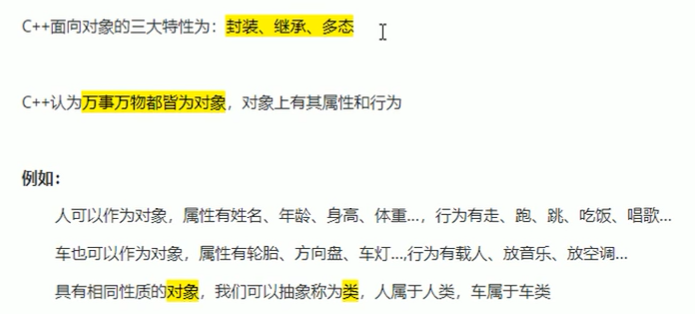 C++面向对象的三大特性为：封装、继承、多态
C++认为万事万物都皆为对象，对象上有其属性和行为
例如：
人可以作为对象，属性有姓名、年龄、身高、体重...，行为有走、跑、跳、吃饭、唱歌...
车也可以作为对象，属性有轮胎、方向盘、车灯...,行为有载人、放音乐、放空调...
具有相同性质的对象，我们可以抽象称为类，人属于人类，车属于车类